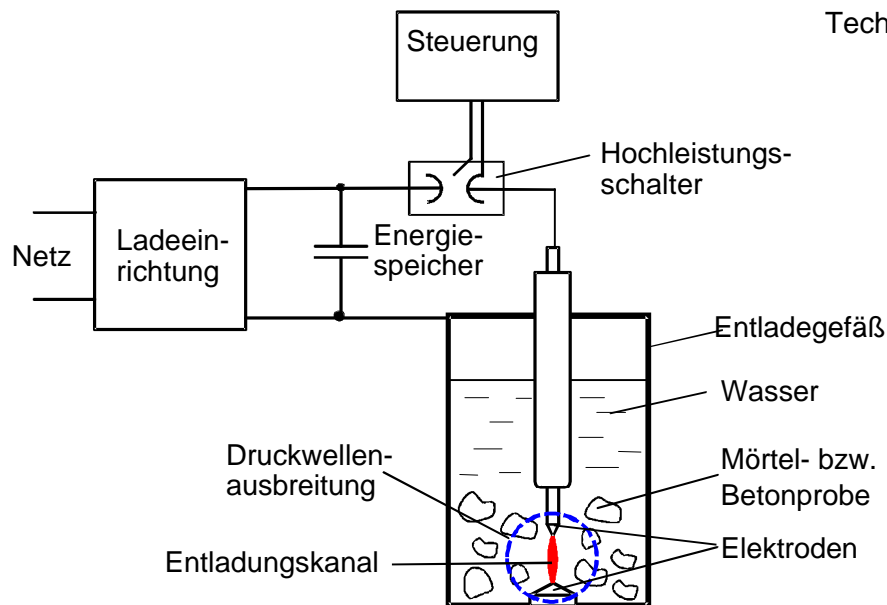 Tech
Steuerung
Hochleistungs-
schalter
Netz
Ladeein-
richtung
Energie-
speicher
Entladegefäß
Wasser
Druckwellen-
ausbreitung
Mörtel- bzw.
Betonprobe
Entladungskanal
Elektroden